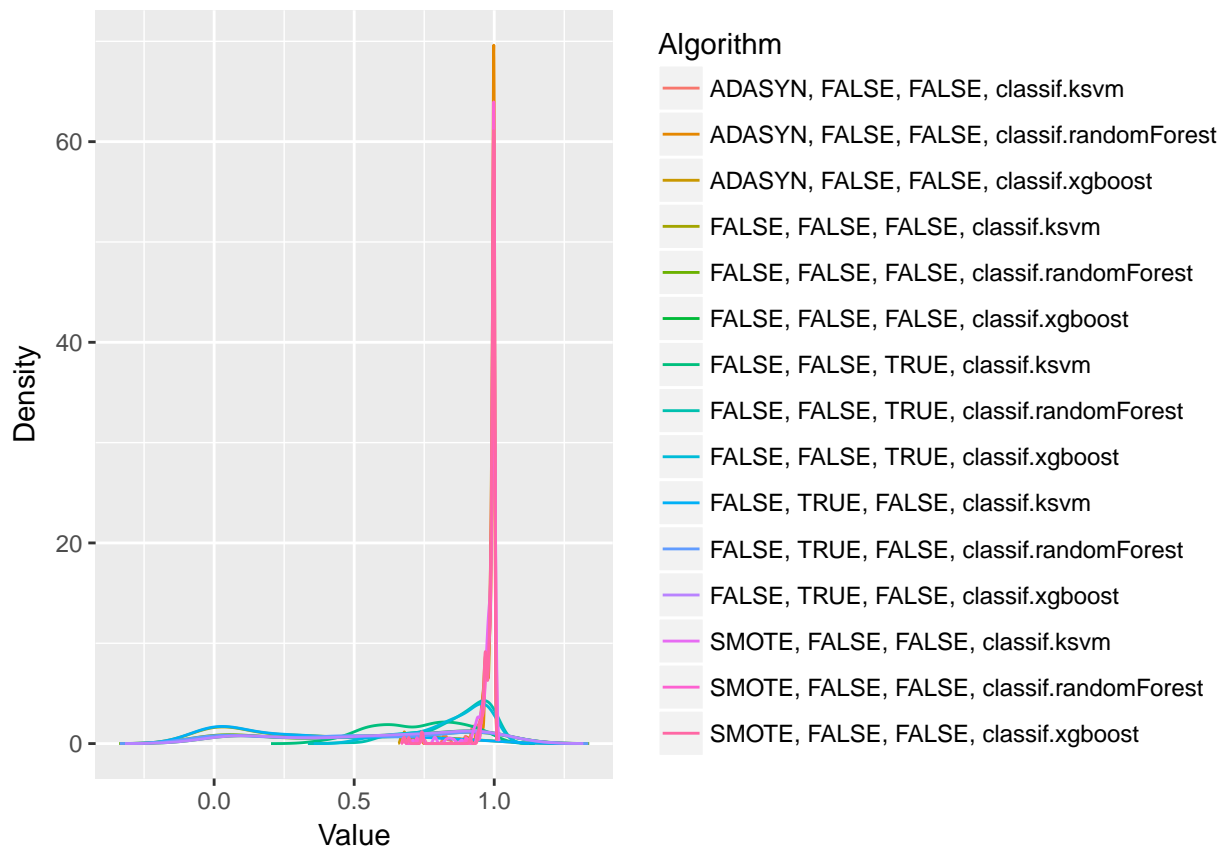 60
40
20
0
Density
0.0 0.5 1.0
Value
Algorithm
ADASYN, FALSE, FALSE, classif.ksvm
ADASYN, FALSE, FALSE, classif.randomForest
ADASYN, FALSE, FALSE, classif.xgboost
FALSE, FALSE, FALSE, classif.ksvm
FALSE, FALSE, FALSE, classif.randomForest
FALSE, FALSE, FALSE, classif.xgboost
FALSE, FALSE, TRUE, classif.ksvm
FALSE, FALSE, TRUE, classif.randomForest
FALSE, FALSE, TRUE, classif.xgboost
FALSE, TRUE, FALSE, classif.ksvm
FALSE, TRUE, FALSE, classif.randomForest
FALSE, TRUE, FALSE, classif.xgboost
SMOTE, FALSE, FALSE, classif.ksvm
SMOTE, FALSE, FALSE, classif.randomForest
SMOTE, FALSE, FALSE, classif.xgboost